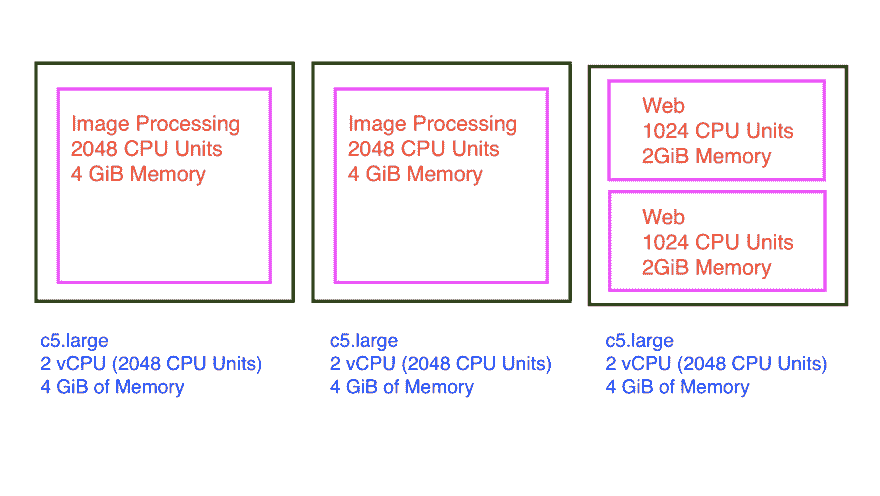 Image Processing
2048 CPU Units
4 GiB Memory
Image Processing
2048 CPU Units
4 GiB Memory
Web
1024 CPU Units
2GiB Memory
Web
1024 CPU Units
2GiB Memory
c5.large
2 vCPU (2048 CPU Units)
4 GiB of Memory
c5.large
2 vCPU (2048 CPU Units)
4 GiB of Memory
c5.large
2 vCPU (2048 CPU Units)
4 GiB of Memory